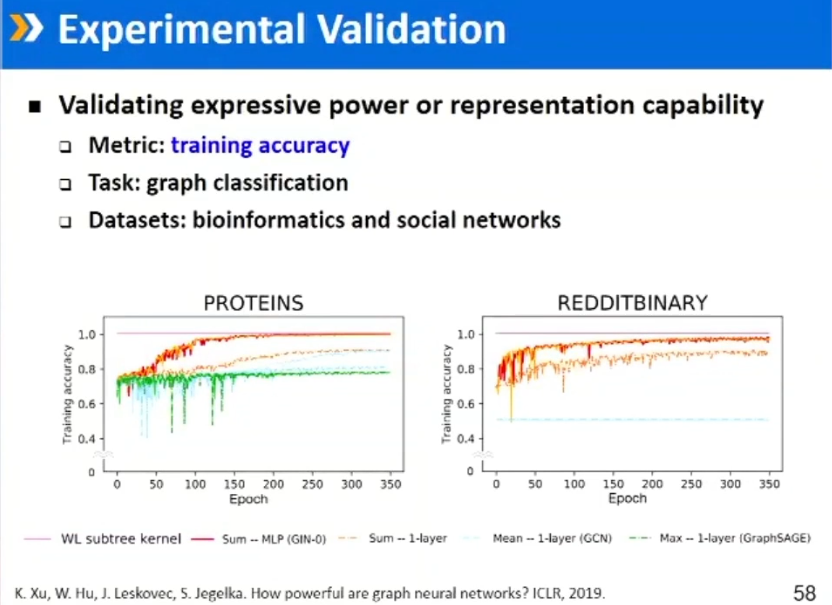 Experimental Validation
Validating expressive power or representation capability
Metric: training accuracy
Task: graph classification
Datasets: bioinformatics and social networks
PROTEINS
1.0
0.8
0.6
0.4
0
Training accuracy
0 50 100 150 200 250 300 350
Epoch
REDDITBINARY
1.0
0.8
0.6
0.4
0
Training accuracy
0 50 100 150 200 250 300 350
Epoch
WL subtree kernel
Sum -- MLP (GIN-0)
Sum -- 1-layer
Mean -- 1-layer (GCN)
Max -- 1-layer (GraphSAGE)
K. Xu, W. Hu, J. Leskovec, S. Jegelka. How powerful are graph neural networks? ICLR, 2019.
58